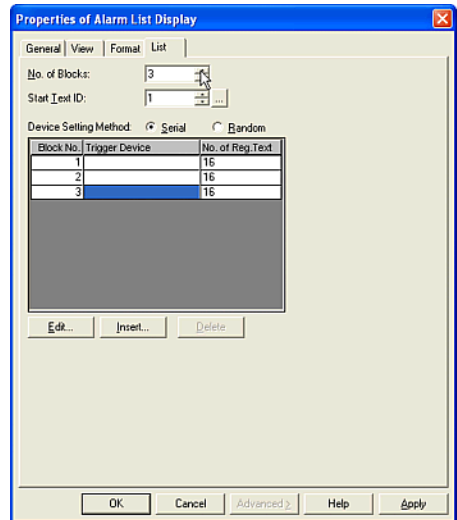 Properties of Alarm List Display
General View Format List
No. of Blocks: 3
Start Text ID: 1 ...
Device Setting Method: Serial Random
Block No. Trigger Device No. of Reg.Text
1 16
2 16
3 16
Edit... Insert... Delete
OK Cancel Advanced > Help Apply